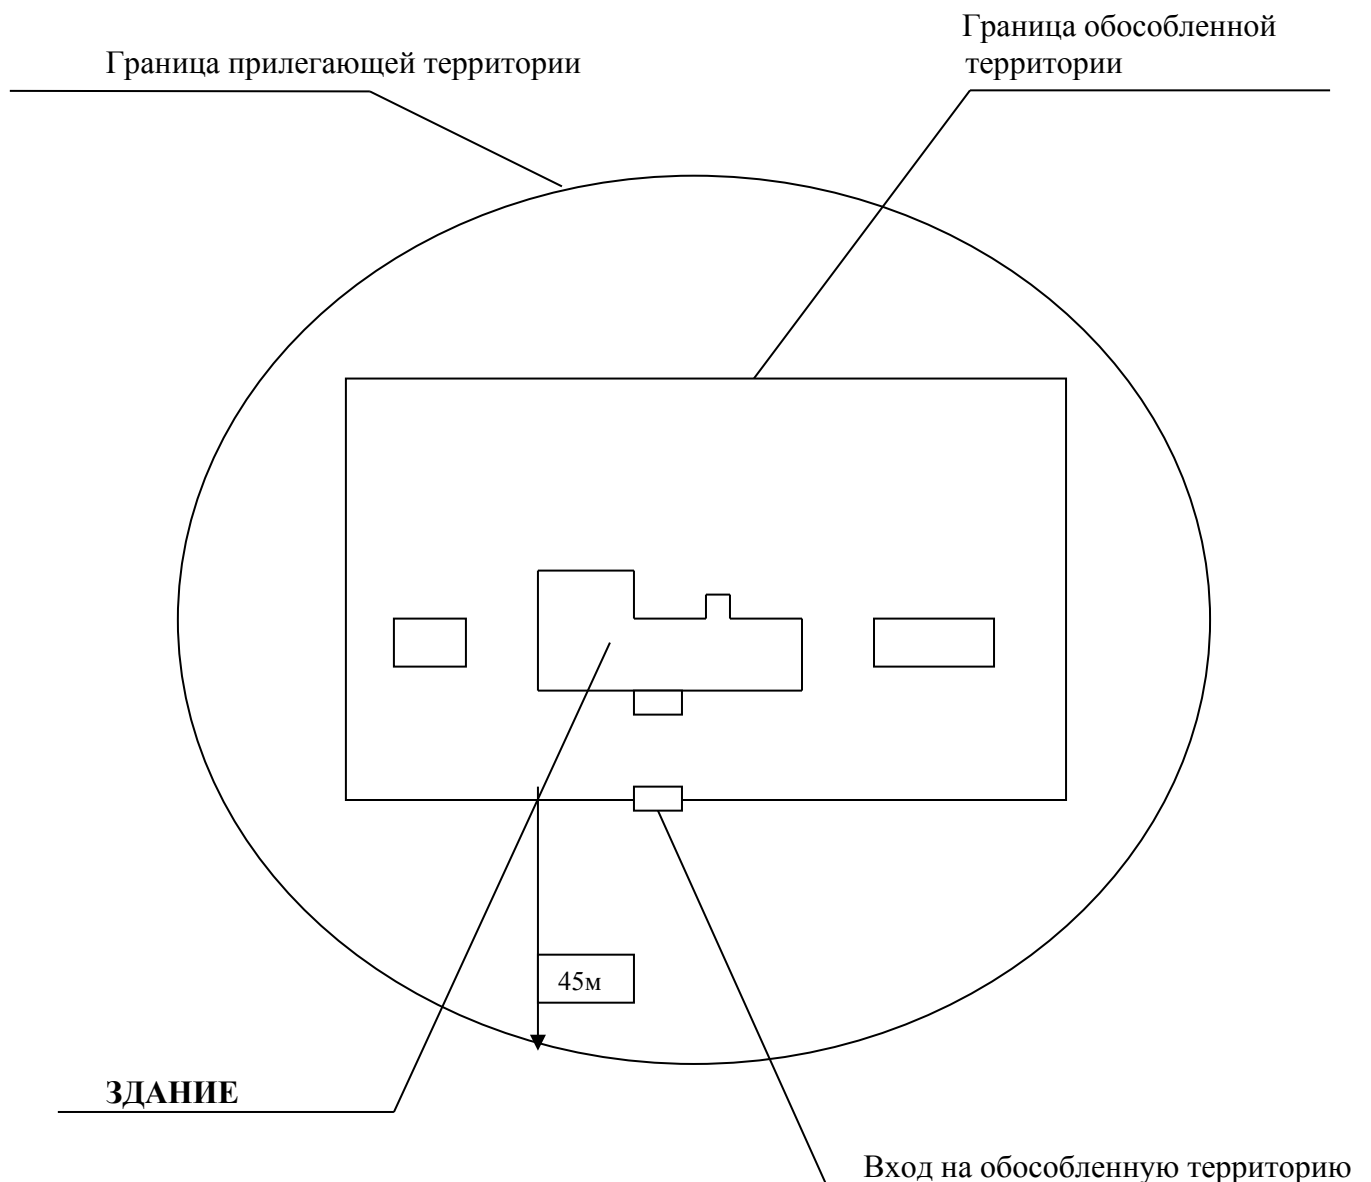 Граница обособленной
территории
Граница прилегающей территории
45м
ЗДАНИЕ
Вход на обособленную территорию